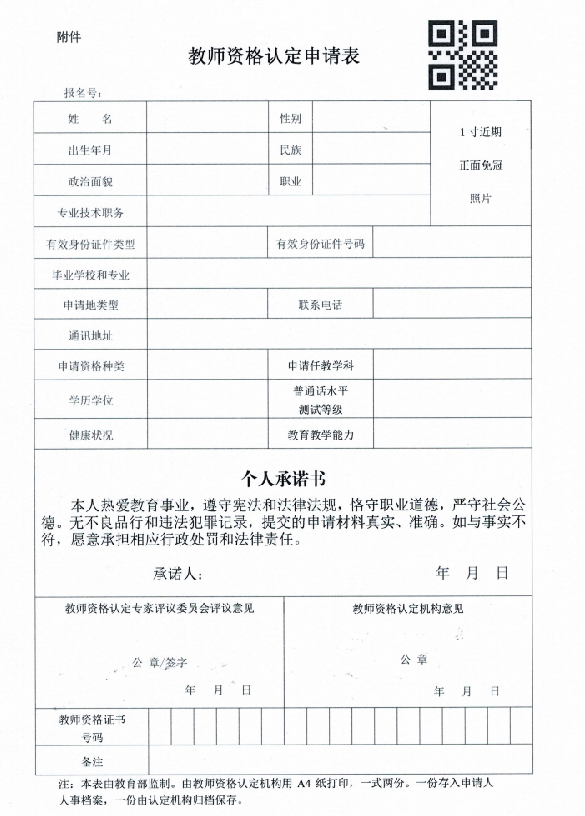 附件
教师资格认定申请表
报名号：
姓 名 性别 1寸近期
出生年月 民族 正面免冠
政治面貌 职业 照片
专业技术职务
有效身份证件类型 有效身份证件号码
毕业学校和专业
申请地类型 联系电话
通讯地址
申请资格种类 申请任教学科
学历学位 普通话水平
测试等级
健康状况 教育教学能力
个人承诺书
本人热爱教育事业，遵守宪法和法律法规，恪守职业道德，严守社会公
德。无不良品行和违法犯罪记录，提交的申请材料真实、准确。如与事实不
符，愿意承担相应行政处罚和法律责任。
承诺人： 年 月 日
教师资格认定专家评议委员会评议意见 教师资格认定机构意见
公 章/签字 公 章
年 月 日 年 月 日
教师资格证书
号码
备注
注：本表由教育部监制。由教师资格认定机构用 A4 纸打印，一式两份。一份存入申请人
人事档案，一份由认定机构归档保存。